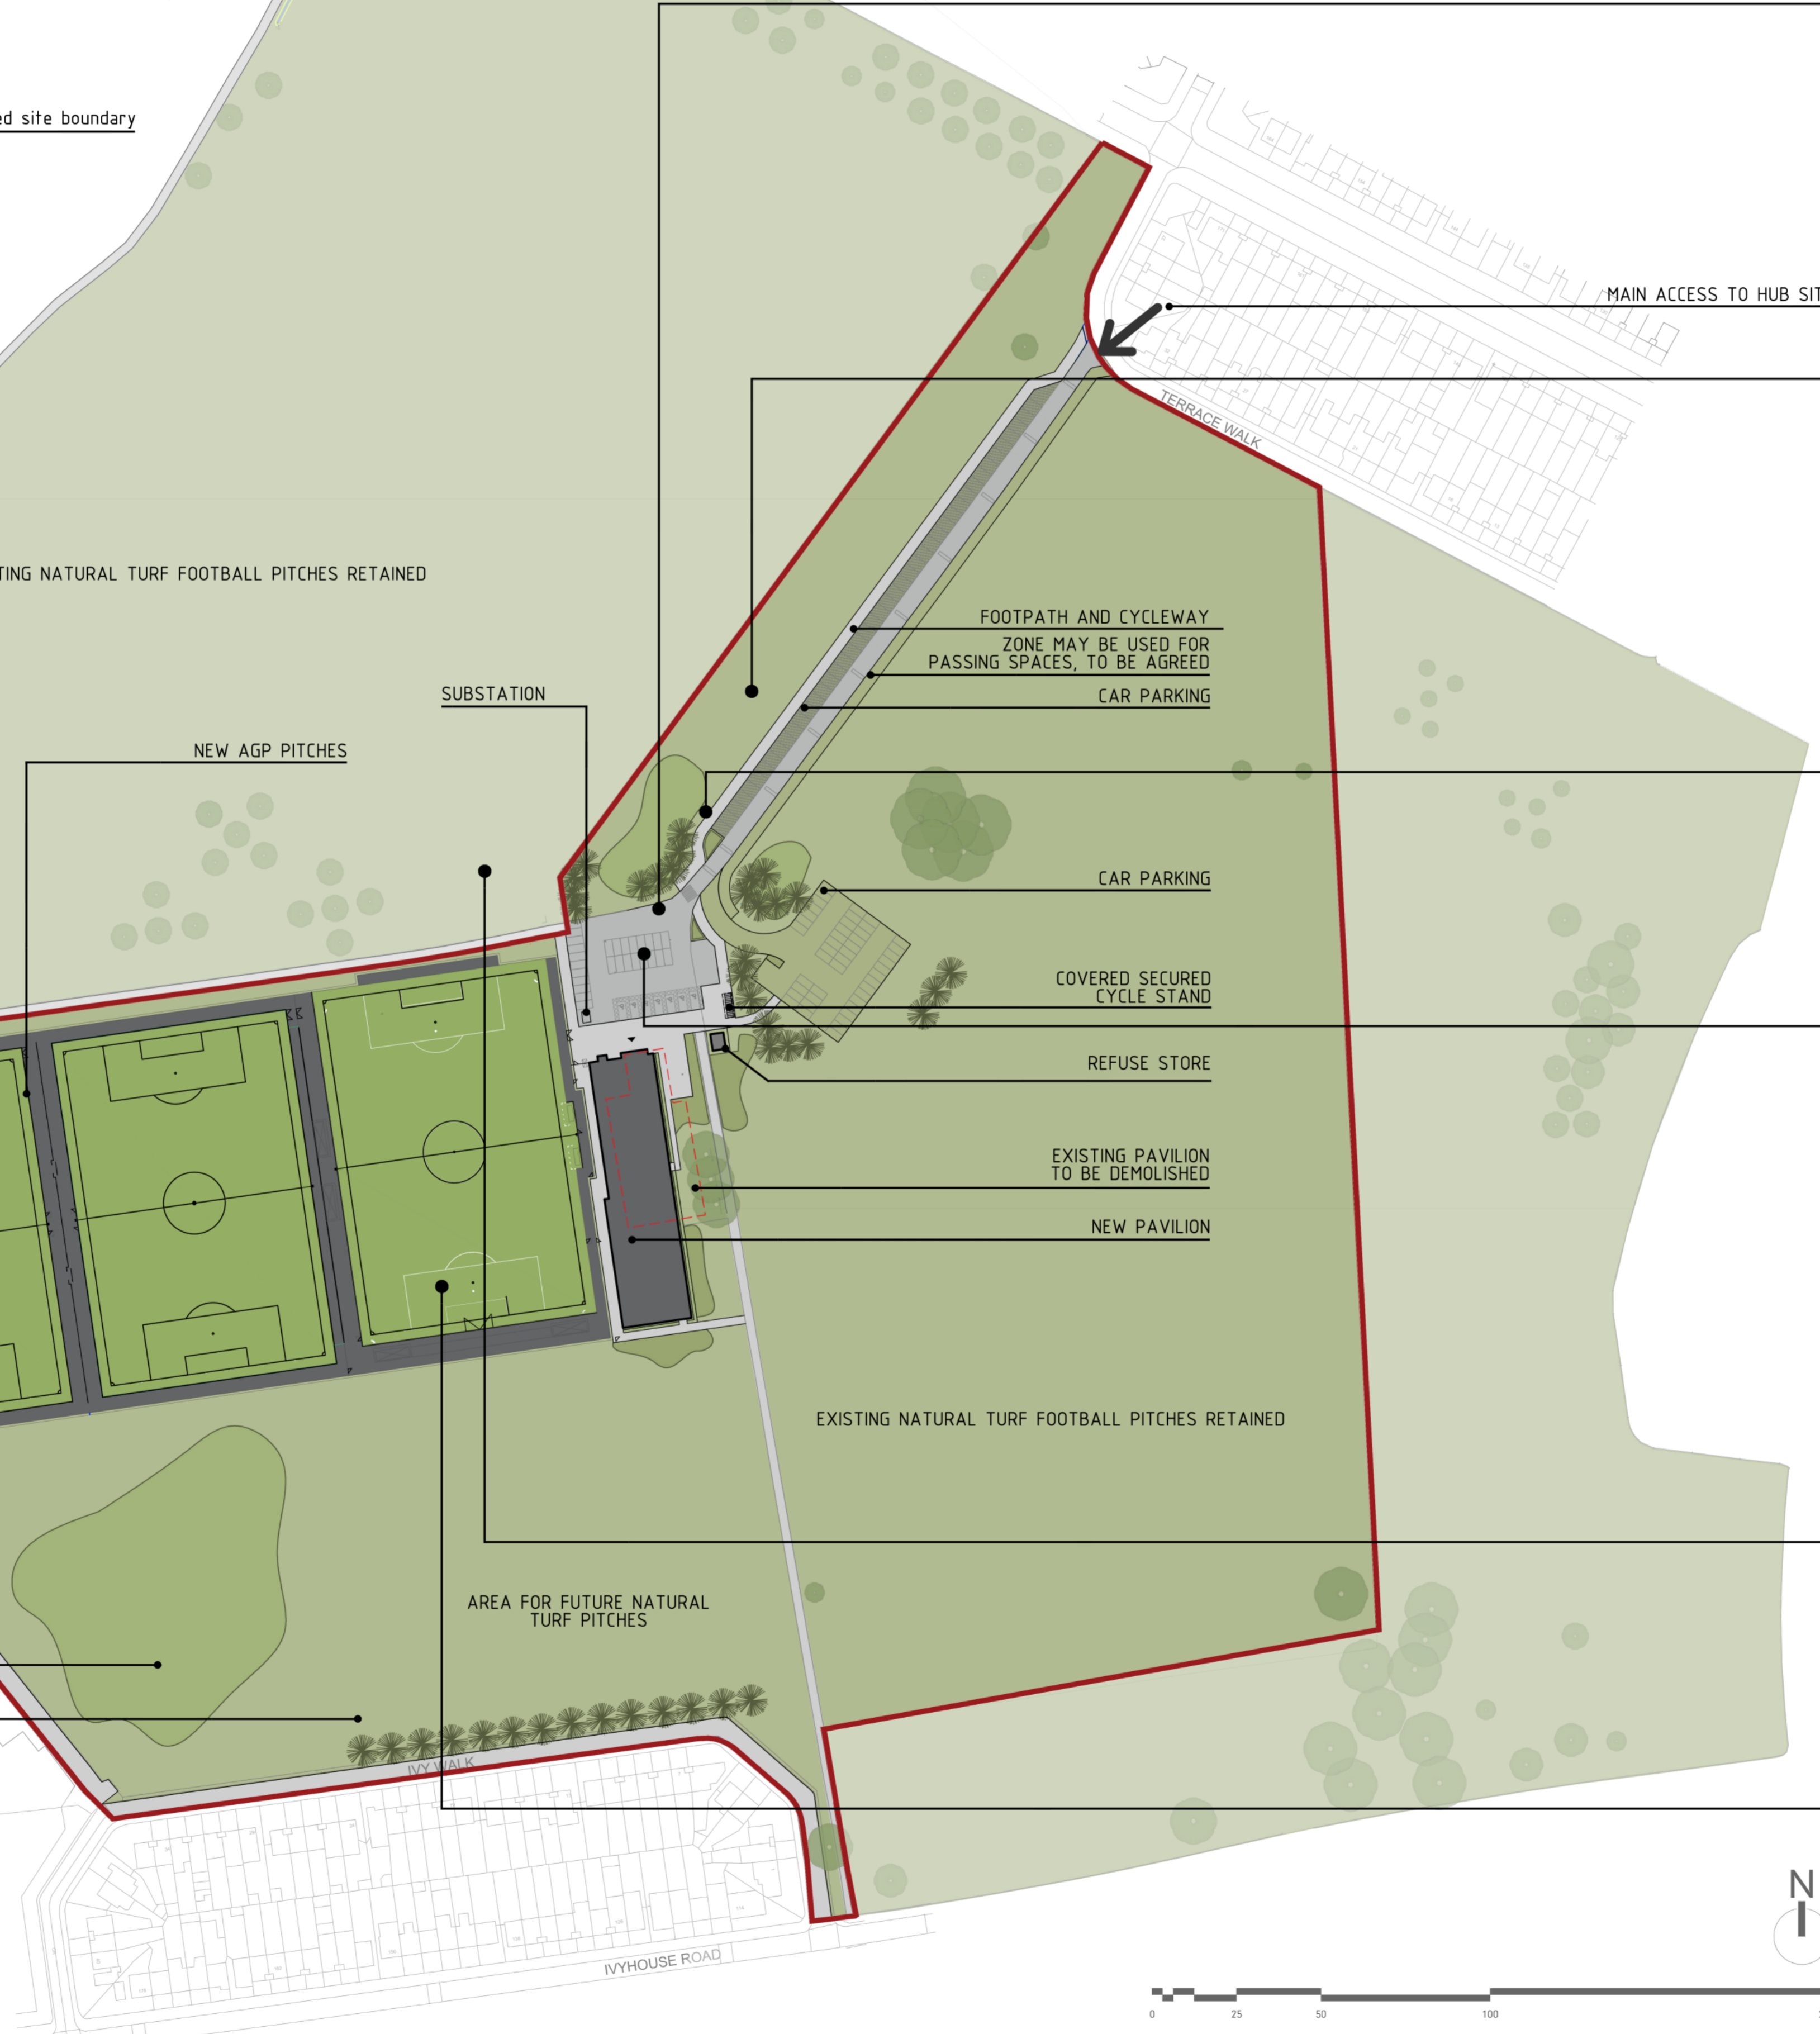 ed site boundary
MAIN ACCESS TO HUB SIT
TERRACE WALK
TING NATURAL TURF FOOTBALL PITCHES RETAINED
FOOTPATH AND CYCLEWAY
ZONE MAY BE USED FOR
PASSING SPACES, TO BE AGREED
CAR PARKING
SUBSTATION
NEW AGP PITCHES
CAR PARKING
COVERED SECURED
CYCLE STAND
REFUSE STORE
EXISTING PAVILION
TO BE DEMOLISHED
NEW PAVILION
EXISTING NATURAL TURF FOOTBALL PITCHES RETAINED
AREA FOR FUTURE NATURAL
TURF PITCHES
IVY WALK
IVYHOUSE ROAD
N
0 25 50 100